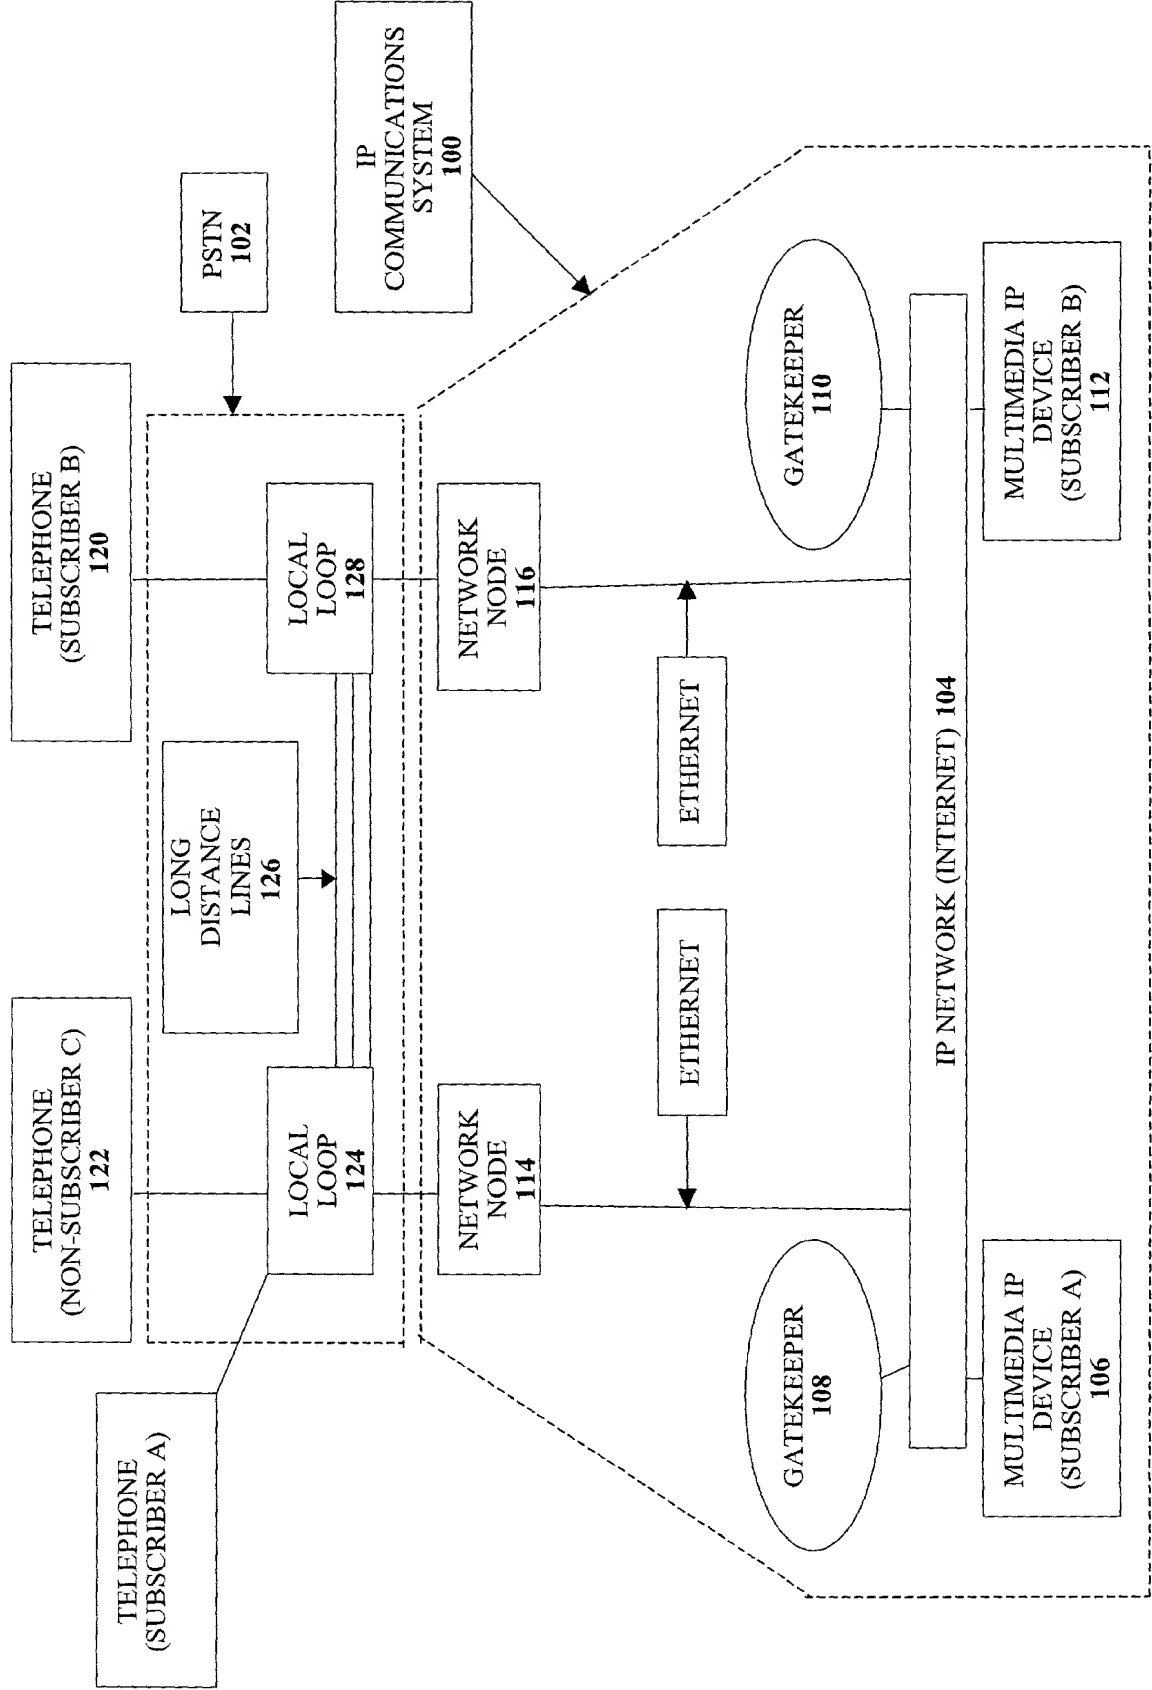 TELEPHONE
(SUBSCRIBER A)
TELEPHONE
(NON-SUBSCRIBER C)
122
TELEPHONE
(SUBSCRIBER B)
120
PSTN
102
LONG
DISTANCE
LINES
126
LOCAL
LOOP
124
LOCAL
LOOP
128
IP
COMMUNICATIONS
SYSTEM
100
NETWORK
NODE
114
NETWORK
NODE
116
ETHERNET
ETHERNET
GATEKEEPER
108
GATEKEEPER
110
IP NETWORK (INTERNET) 104
MULTIMEDIA IP
DEVICE
(SUBSCRIBER A)
106
MULTIMEDIA IP
DEVICE
(SUBSCRIBER B)
112